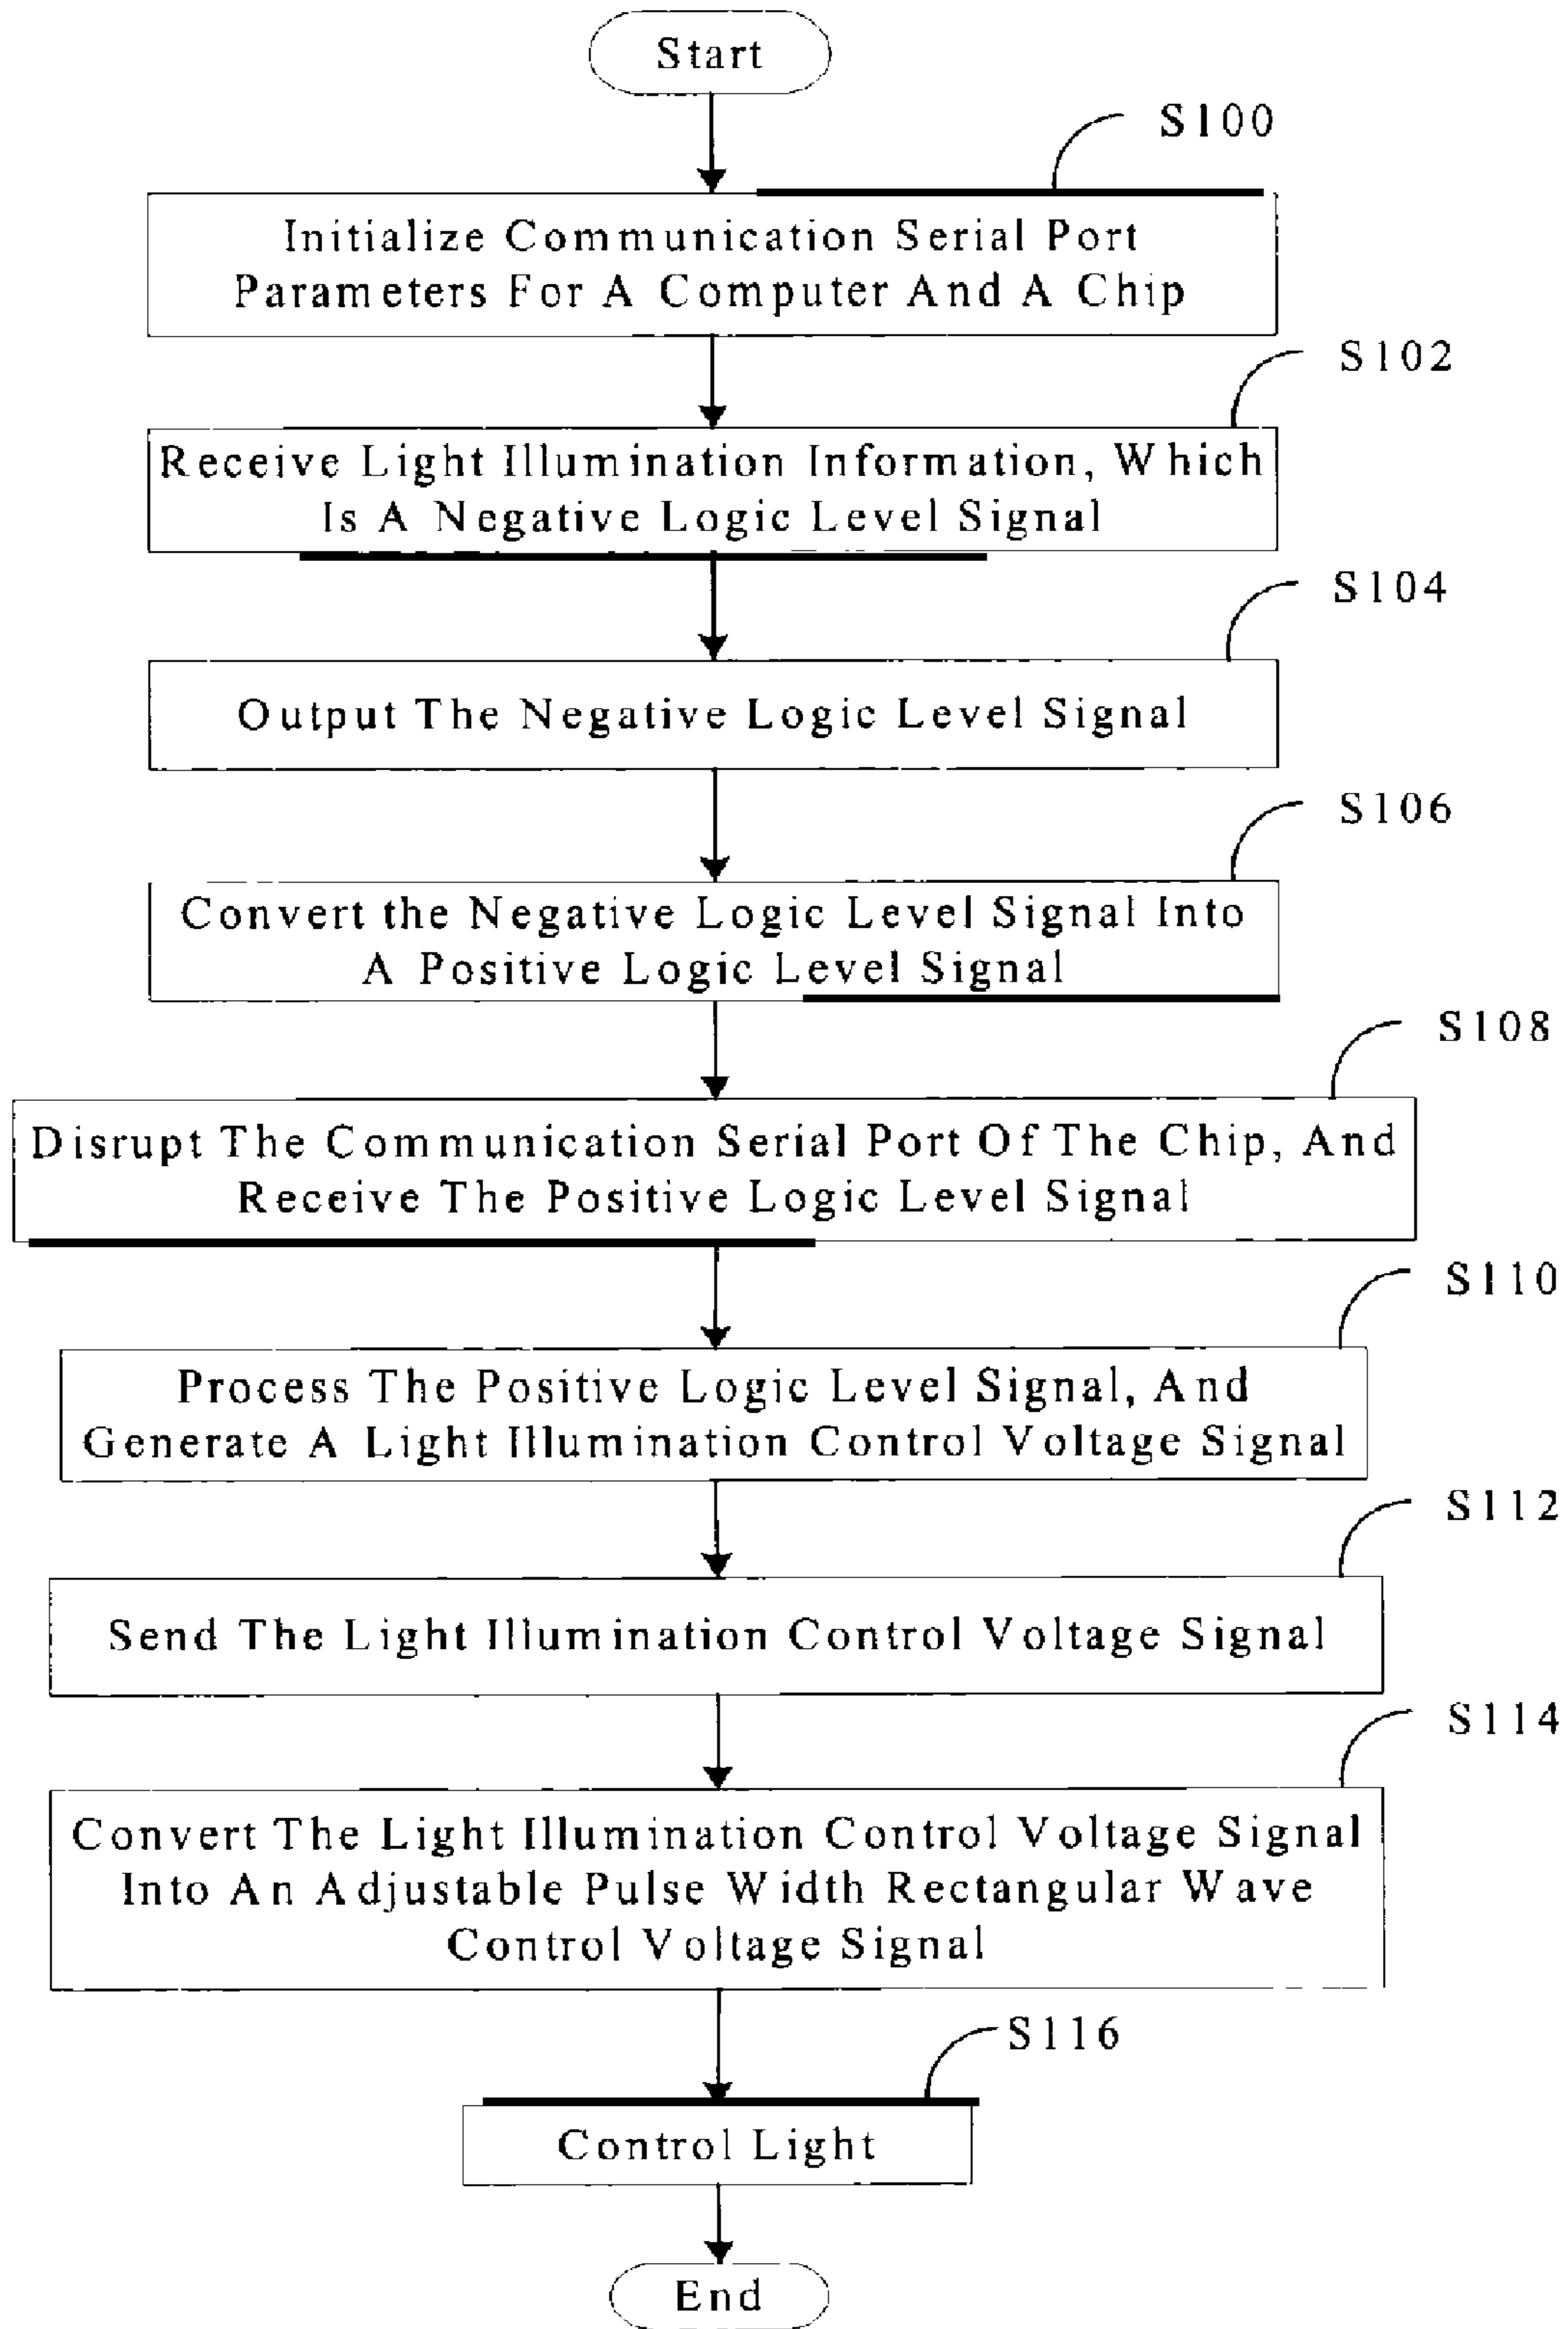 Start
S100
Initialize Communication Serial Port
Parameters For A Computer And A Chip
S102
Receive Light Illumination Information, Which
Is A Negative Logic Level Signal
S104
Output The Negative Logic Level Signal
S106
Convert the Negative Logic Level Signal Into
A Positive Logic Level Signal
S108
Disrupt The Communication Serial Port Of The Chip, And
Receive The Positive Logic Level Signal
S110
Process The Positive Logic Level Signal, And
Generate A Light Illumination Control Voltage Signal
S112
Send The Light Illumination Control Voltage Signal
S114
Convert The Light Illumination Control Voltage Signal
Into An Adjustable Pulse Width Rectangular Wave
Control Voltage Signal
S116
Control Light
End